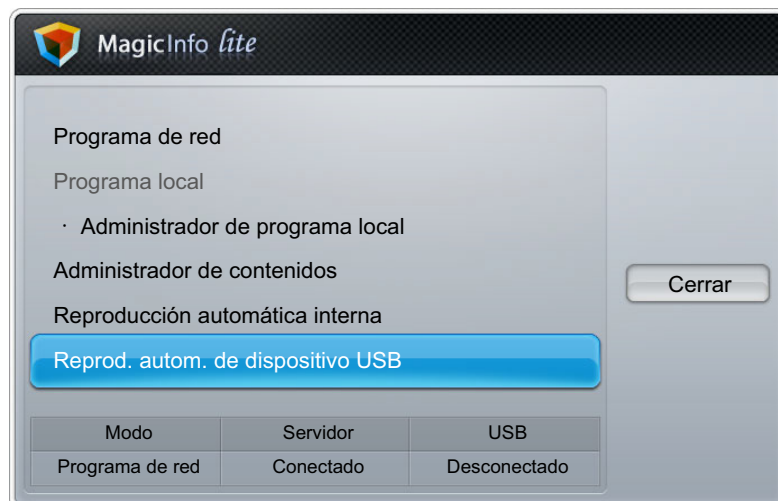 MagicInfo lite
Programa de red
Programa local
· Administrador de programa local
Administrador de contenidos
Reproducción automática interna
Reprod. autom. de dispositivo USB
Cerrar
Modo Servidor USB
Programa de red Conectado Desconectado